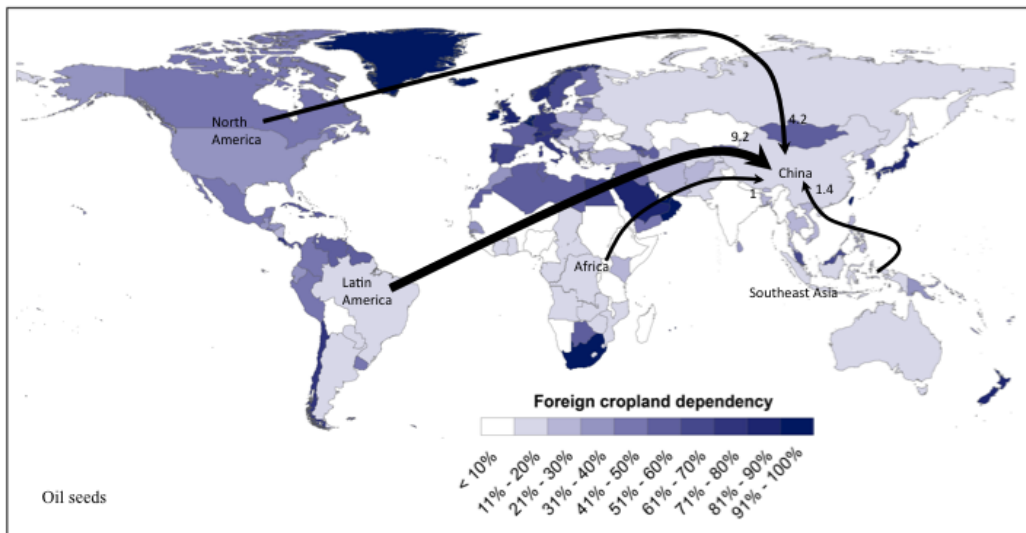 North
America
4.2
9.2
China
1
1.4
Africa
Latin
America
Southeast Asia
Foreign cropland dependency
< 10%
11% - 20%
21% - 30%
31% - 40%
41% - 50%
51% - 60%
61% - 70%
71% - 80%
81% - 90%
91% - 100%
Oil seeds